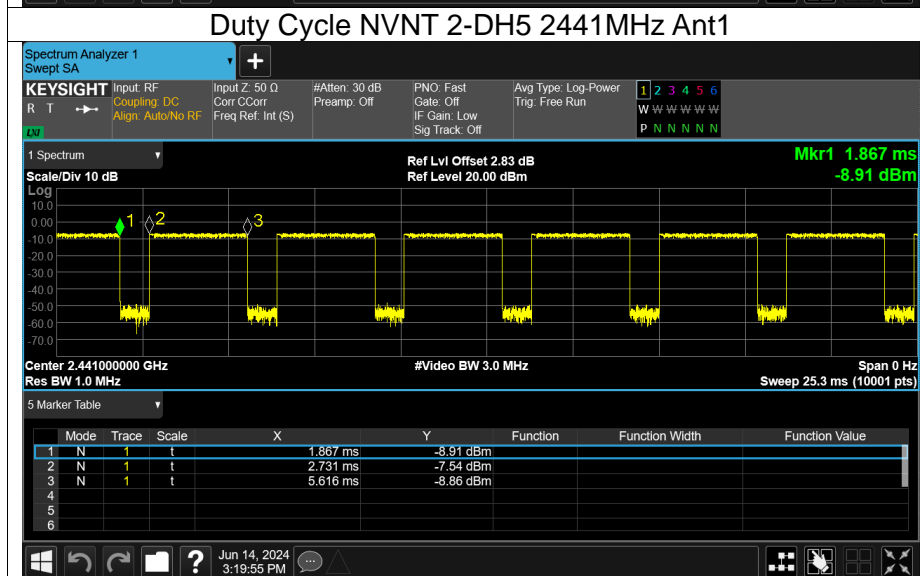 Duty Cycle NVNT 2-DH5 2441MHz Ant1
Spectrum Analyzer 1
Swept SA
+
KEYSIGHT
R T
LXI
Input: RF
Coupling: DC
Align: Auto/No RF
Input Z: 50 Ω
Corr CCorr
Freq Ref: Int (S)
#Atten: 30 dB
Preamp: Off
PNO: Fast
Gate: Off
IF Gain: Low
Sig Track: Off
Avg Type: Log-Power
Trig: Free Run
1 2 3 4 5 6
W W W W W W
P N N N N N
1 Spectrum
Ref Lvl Offset 2.83 dB
Mkr1 1.867 ms
Scale/Div 10 dB
Ref Level 20.00 dBm
-8.91 dBm
Log
10.0
0.00
-10.0
-20.0
-30.0
-40.0
-50.0
-60.0
-70.0
1 2 3
Center 2.441000000 GHz
#Video BW 3.0 MHz
Span 0 Hz
Res BW 1.0 MHz
Sweep 25.3 ms (10001 pts)
5 Marker Table
Mode Trace Scale X Y Function Function Width Function Value
1 N 1 t 1.867 ms -8.91 dBm
2 N 1 t 2.731 ms -7.54 dBm
3 N 1 t 5.616 ms -8.86 dBm
4
5
6
?
Jun 14, 2024
3:19:55 PM